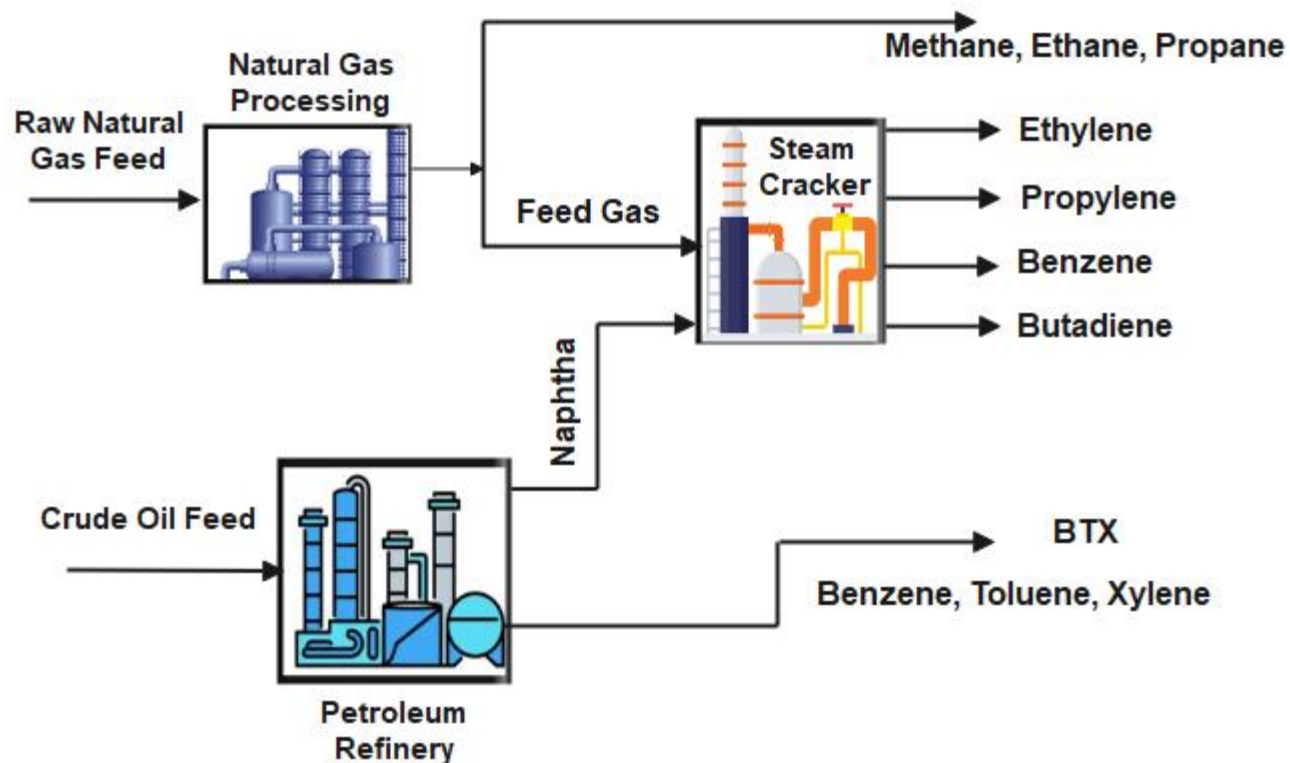 Methane, Ethane, Propane
Natural Gas
Processing
Raw Natural
Gas Feed
Steam
Cracker
Ethylene
Propylene
Benzene
Butadiene
Feed Gas
Naphtha
Crude Oil Feed
BTX
Benzene, Toluene, Xylene
Petroleum
Refinery